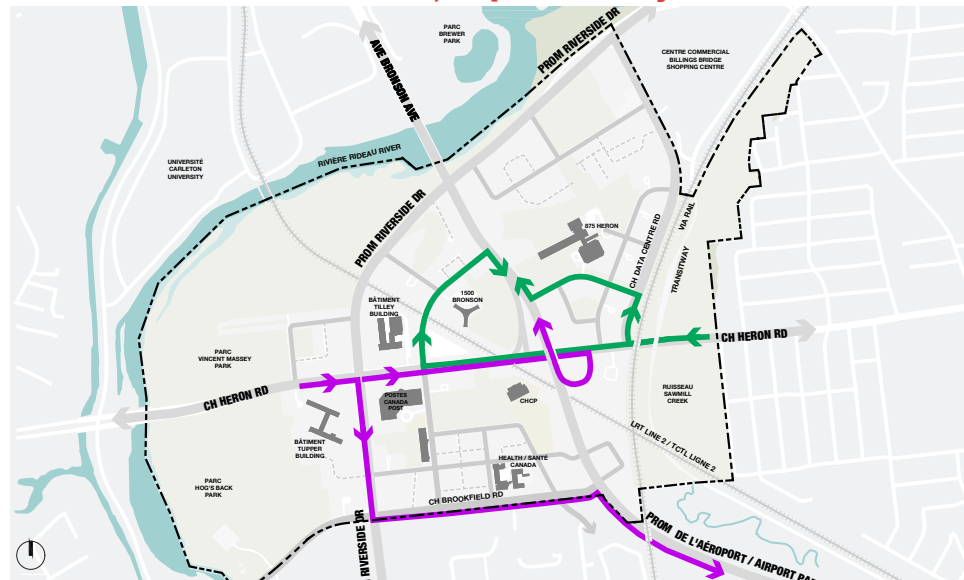 PARC
BREWER
PARK
PROM RIVERSIDE DR
CENTRE COMMERCIAL
BILLINGS BRIDGE
SHOPPING CENTRE
AVE BRONSON AVE
RIVIÈRE RIDEAU RIVER
UNIVERSITÉ
CARLETON
UNIVERSITY
PROM RIVERSIDE DR
875 HERON
VIA RAIL
CH DATA CENTRE RD
TRANSITWAY
BÂTIMENT
TILLEY
BUILDING
1500
BRONSON
CH HERON RD
PARC
VINCENT MASSEY
PARK
CH HERON RD
POSTES
CANADA
POST
CHCP
RUISSEAU
SAWMILL
CREEK
BÂTIMENT
TUPPER
BUILDING
LRT LINE 2 / TCTL LIGNE 2
HEALTH / SANTÉ
CANADA
PARC
HOG'S BACK
PARK
CH BROOKFIELD RD
RIVERSIDE DR
PROM DE L'AÉROPORT / AIRPORT